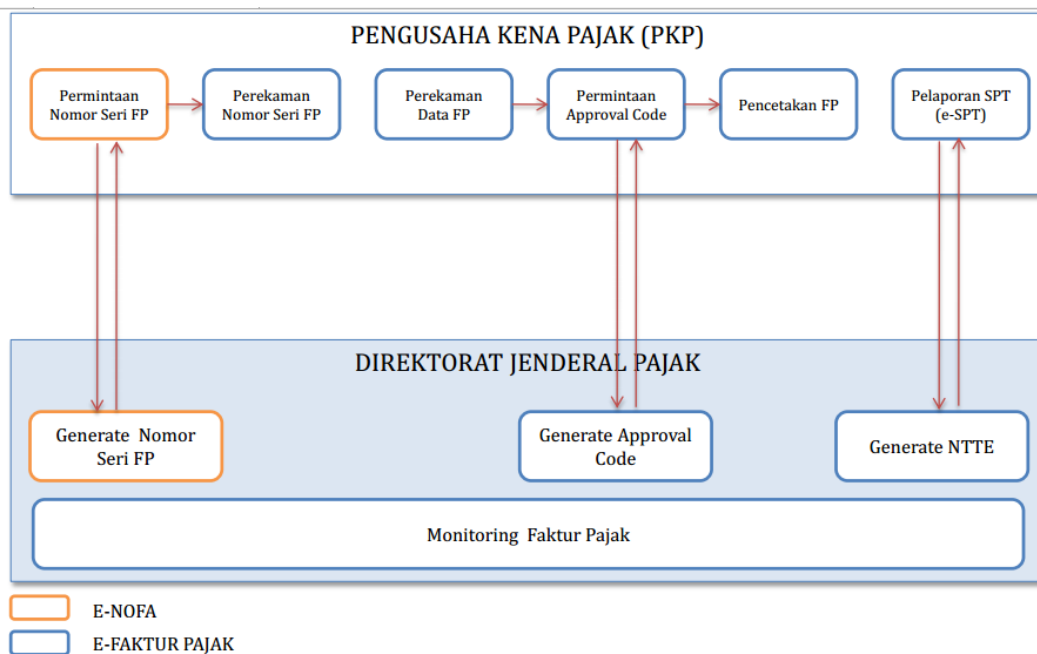 PENGUSAHA KENA PAJAK (PKP)
Permintaan
Nomor Seri FP
Perekaman
Nomor Seri FP
Perekaman
Data FP
Permintaan
Approval Code
Pencetakan FP
Pelaporan SPT
(e-SPT)
DIREKTORAT JENDERAL PAJAK
Generate Nomor
Seri FP
Generate Approval
Code
Generate NTTE
Monitoring Faktur Pajak
E-NOFA
E-FAKTUR PAJAK